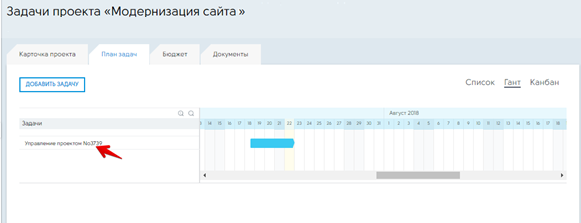 Задачи проекта «Модернизация сайта»
Карточка проекта План задач Бюджет Документы
ДОБАВИТЬ ЗАДАЧУ Список Гант Канбан
Август 2018
Задачи 14 15 16 17 18 19 20 21 22 23 24 25 26 27 28 29 30 31 1 2 3 4 5 6 7 8 9 10 11 12 13 14 15 16 17 18
Управление проектом No3739